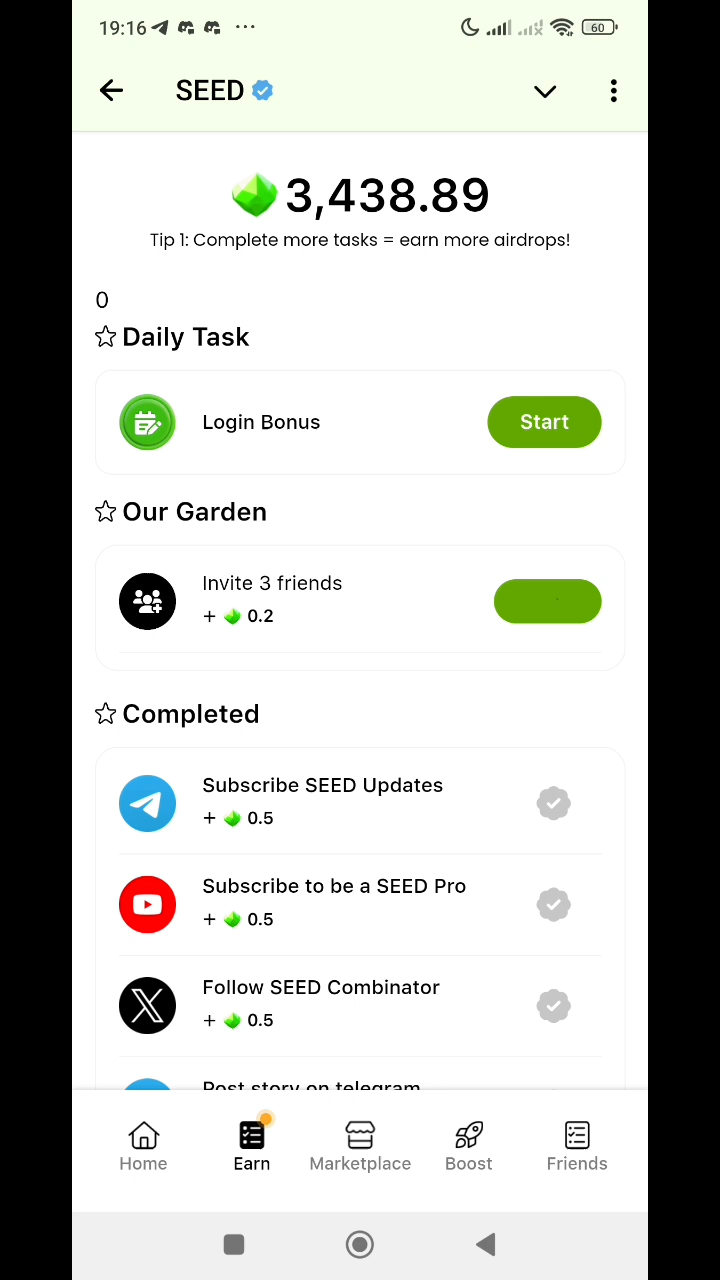 19:16
60
SEED
3,438.89
Tip 1: Complete more tasks = earn more airdrops!
0
Daily Task
Login Bonus
Start
Our Garden
Invite 3 friends
+ 0.2
Completed
Subscribe SEED Updates
+ 0.5
Subscribe to be a SEED Pro
+ 0.5
Follow SEED Combinator
+ 0.5
Post story on telegram
Home
Earn
Marketplace
Boost
Friends